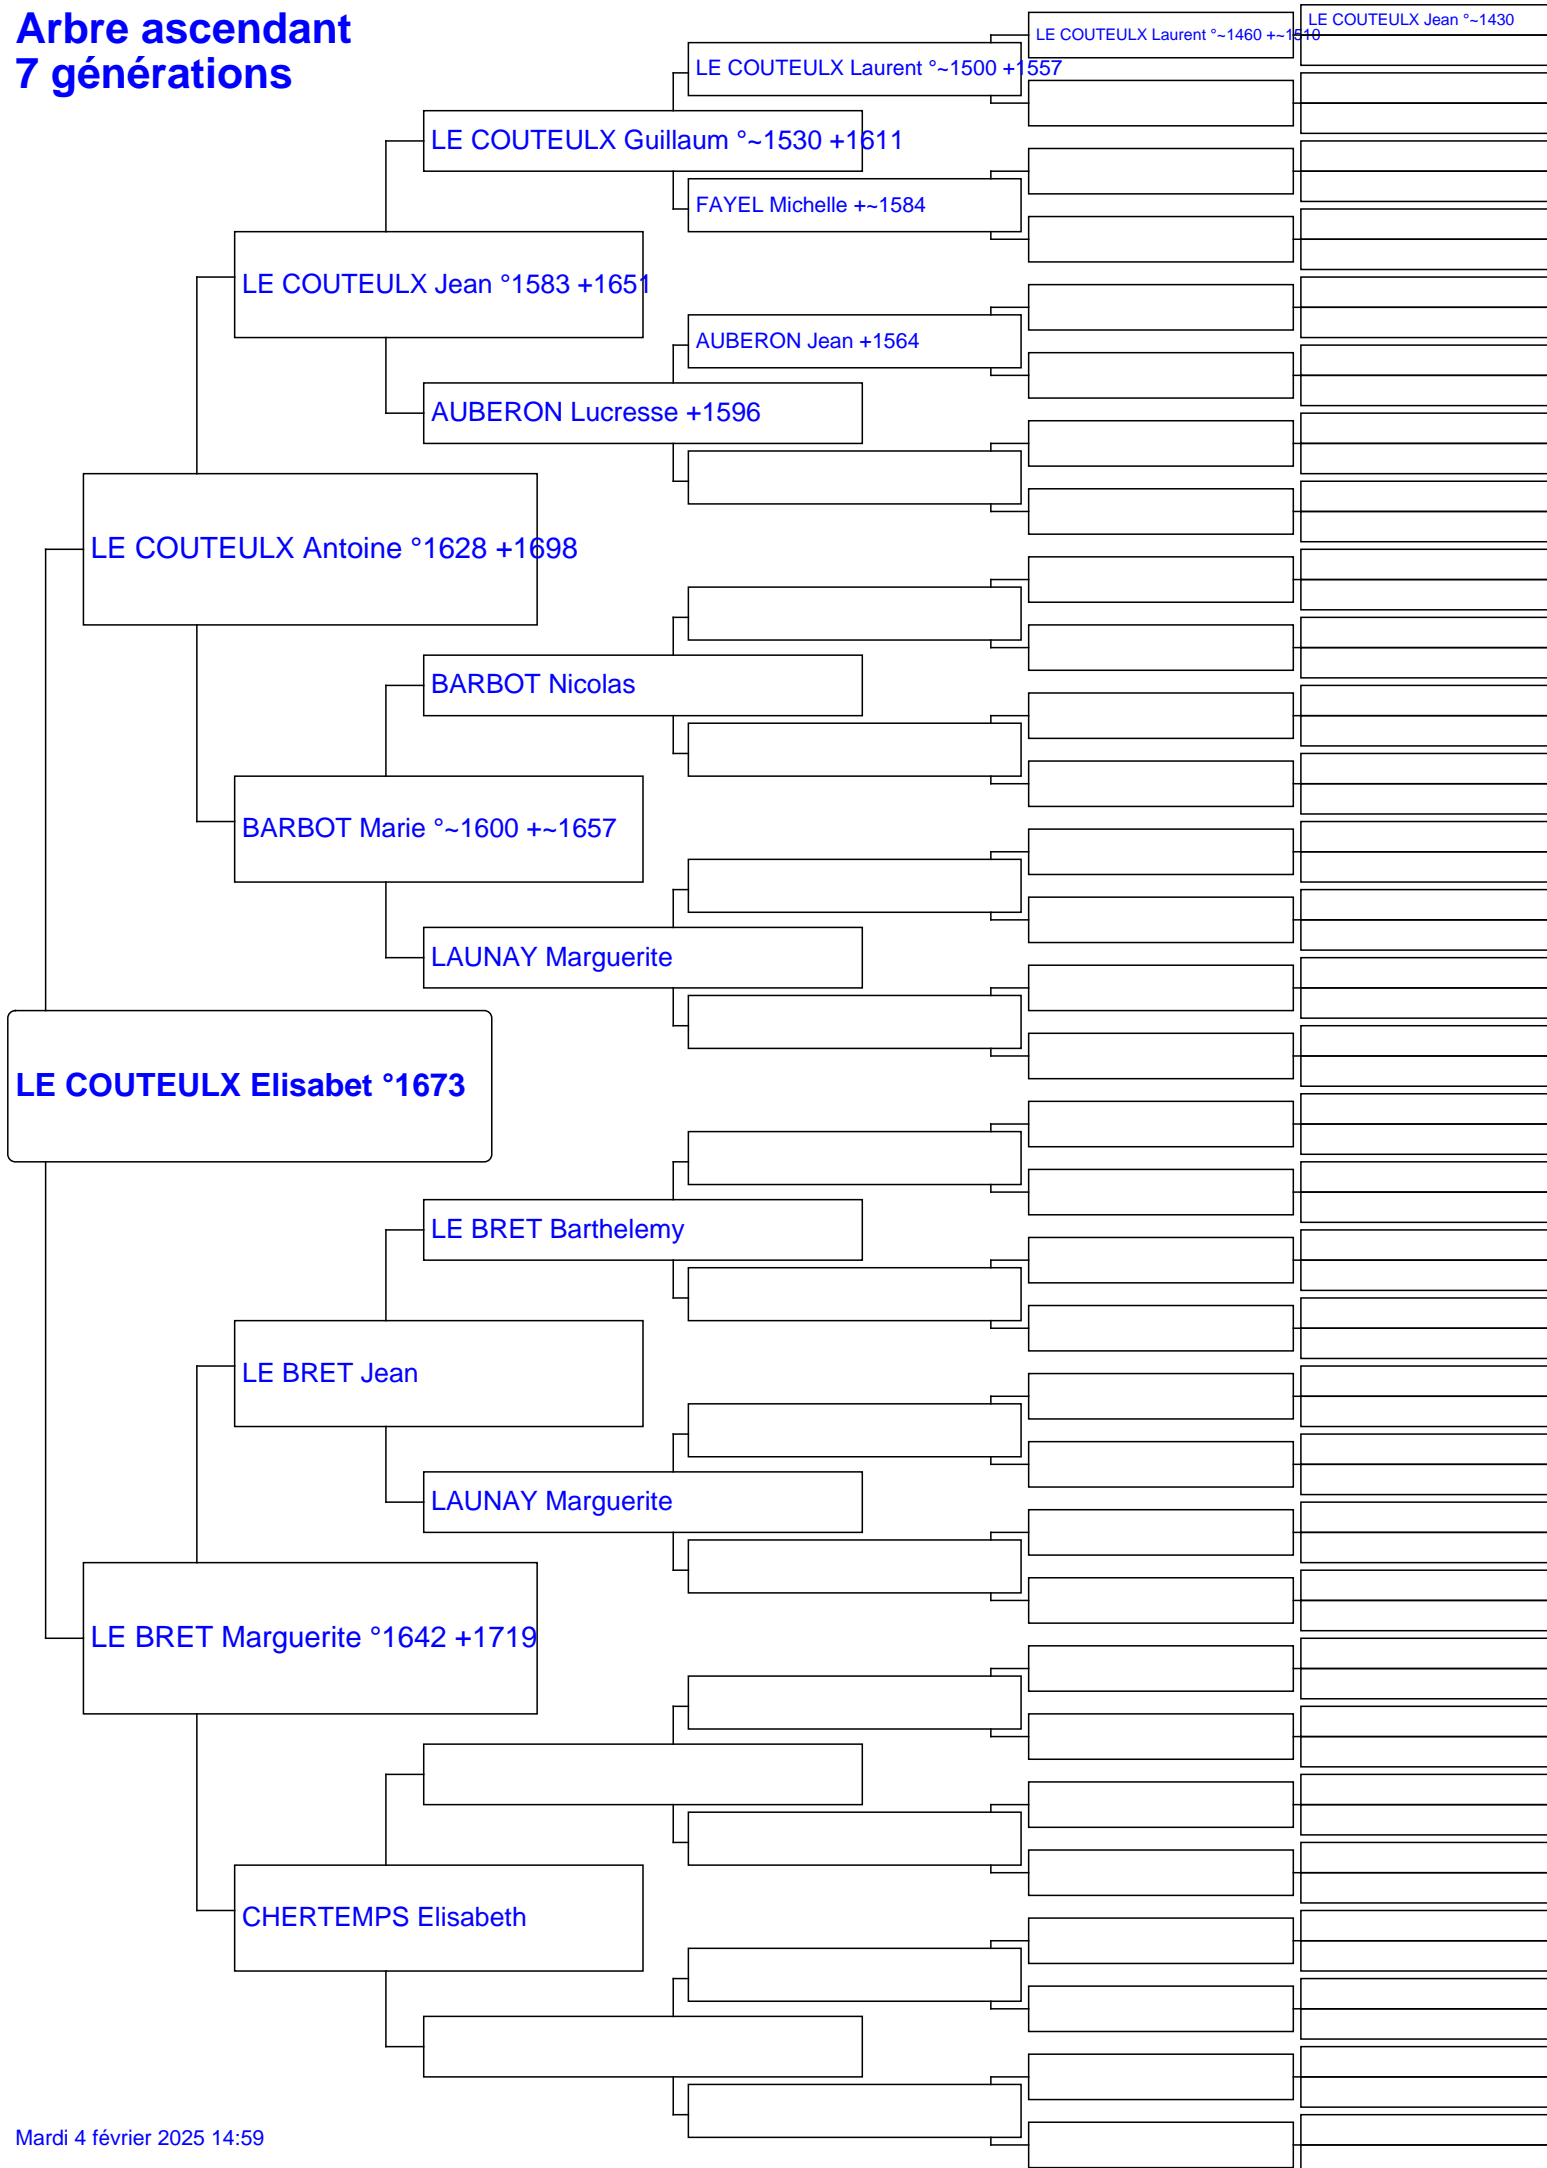 Arbre ascendant
7 générations
LE COUTEULX Jean °~1430
LE COUTEULX Laurent °~1460 +~1510
LE COUTEULX Laurent °~1500 +1557
LE COUTEULX Guillaum °~1530 +1611
FAYEL Michelle +~1584
LE COUTEULX Jean °1583 +1651
AUBERON Jean +1564
AUBERON Lucresse +1596
LE COUTEULX Antoine °1628 +1698
BARBOT Nicolas
BARBOT Marie °~1600 +~1657
LAUNAY Marguerite
LE COUTEULX Elisabet °1673
LE BRET Barthelemy
LE BRET Jean
LAUNAY Marguerite
LE BRET Marguerite °1642 +1719
CHERTEMPS Elisabeth
Mardi 4 février 2025 14:59